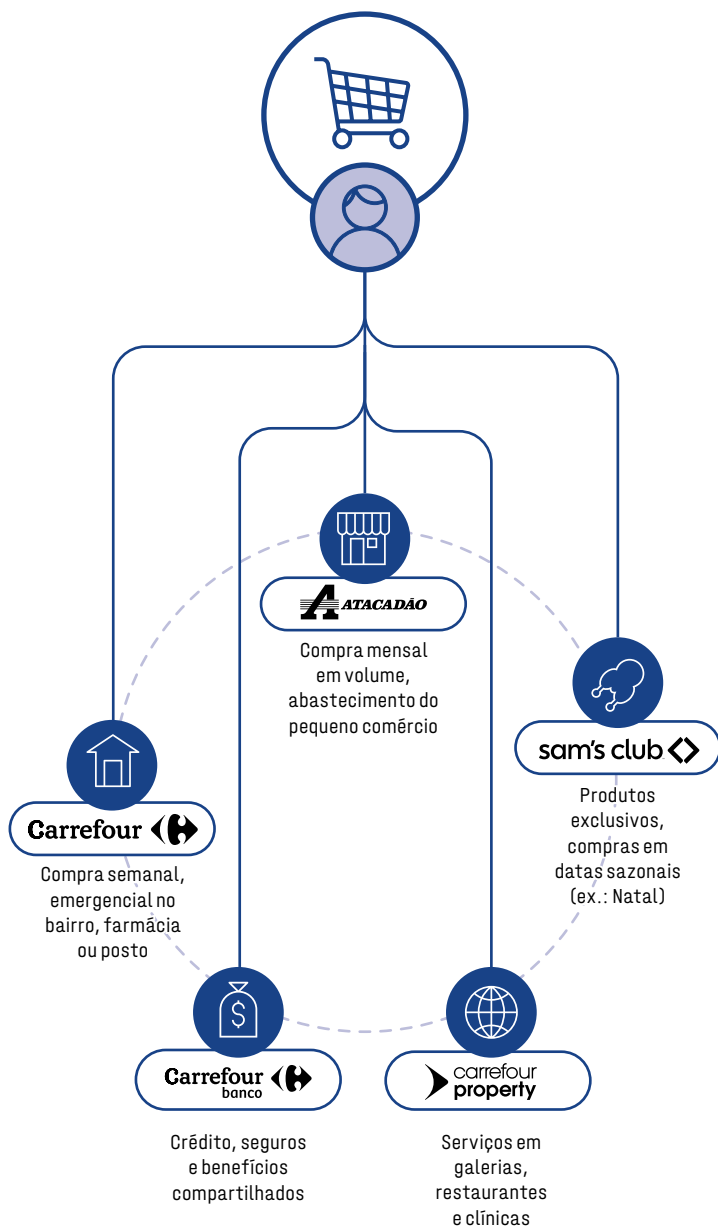 ATACADÃO
Compra mensal
em volume,
abastecimento do
pequeno comércio
sam's club
Produtos
exclusivos,
compras em
datas sazonais
(ex.: Natal)
Carrefour
Compra semanal,
emergencial no
bairro, farmácia
ou posto
$
Carrefour
banco
Crédito, seguros
e benefícios
compartilhados
carrefour
property
Serviços em
galerias,
restaurantes
e clínicas